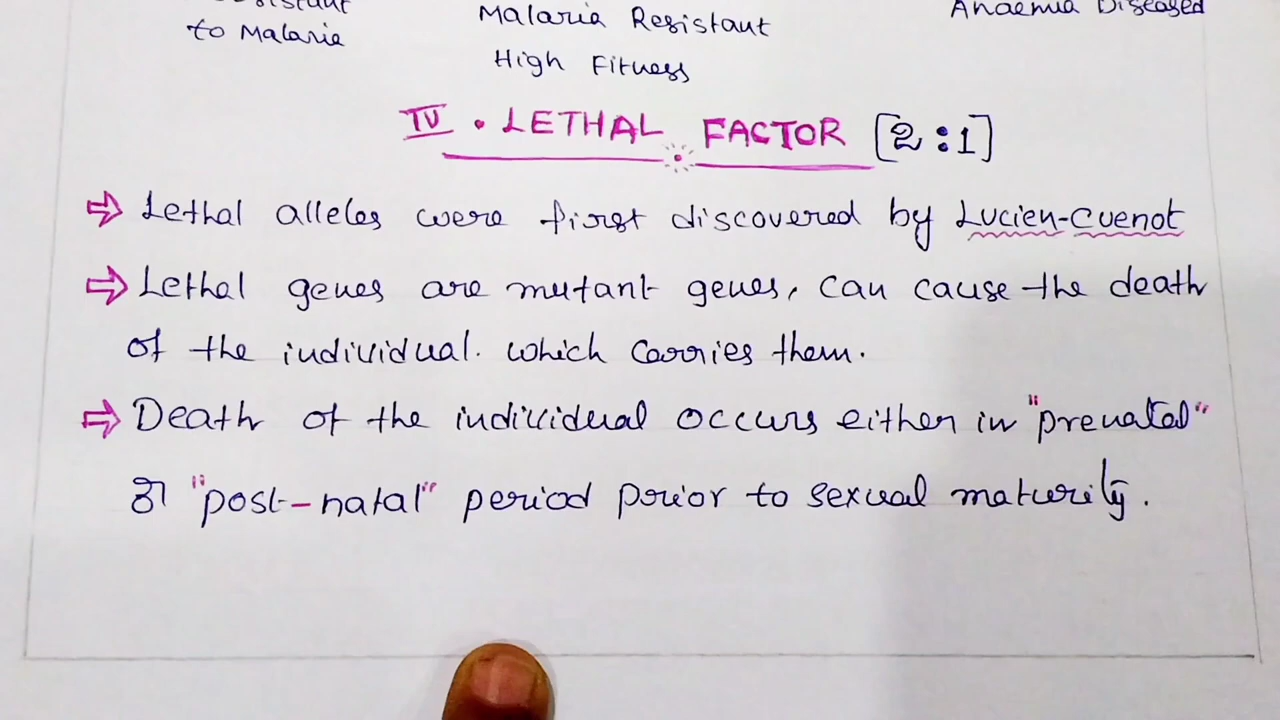 to Malaria
Malaria Resistant
High Fitness
Anaemia Diseased
IV . LETHAL FACTOR [2:1]
⇒ Lethal alleles were first discovered by Lucien-Cuenot
⇒ Lethal genes are mutant genes, can cause the death
of the individual. which carries them.
⇒ Death of the individual occurs either in "prenatal"
"post-natal" period prior to sexual maturity.